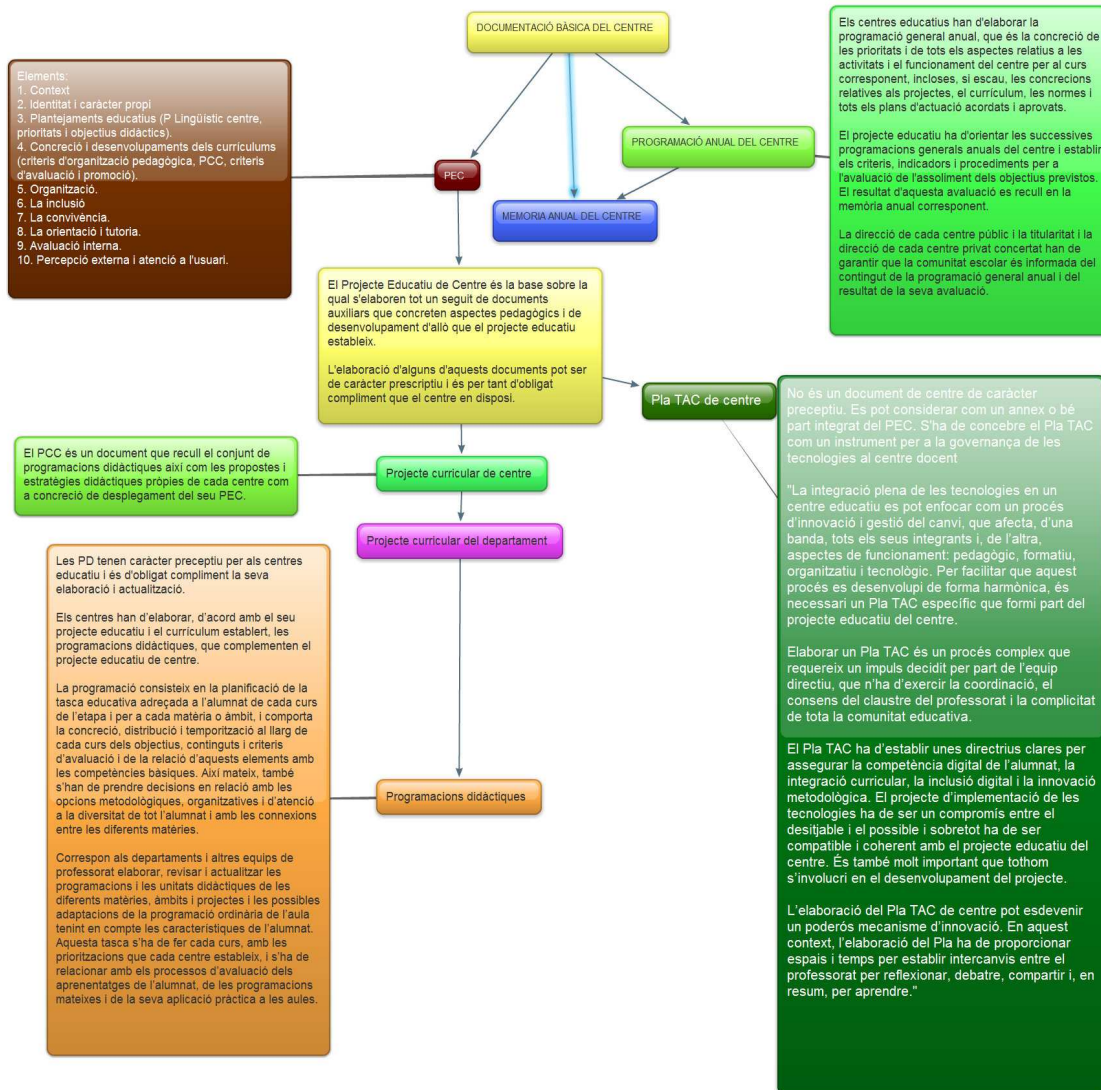 DOCUMENTACIÓ BÀSICA DEL CENTRE
Els centres educatius han d'elaborar la
programació general anual, que és la concreció de
les prioritats i de tots els aspectes relatius a les
activitats i el funcionament del centre per al curs
corresponent, incloses, si escau, les concrecions
relatives als projectes, el currículum, les normes i
tots els plans d'actuació acordats i aprovats.
El projecte educatiu ha d'orientar les successives
programacions generals anuals del centre i establir
els criteris, indicadors i procediments per a
l'avaluació de l'assoliment dels objectius previstos.
El resultat d'aquesta avaluació es recull en la
memòria anual corresponent.
La direcció de cada centre públic i la titularitat i la
direcció de cada centre privat concertat han de
garantir que la comunitat escolar és informada del
contingut de la programació general anual i del
resultat de la seva avaluació.
Elements:
1. Context
2. Identitat i caràcter propi
3. Plantejaments educatius (P Lingüístic centre,
prioritats i objectius didàctics).
4. Concreció i desenvolupaments dels currículums
(criteris d'organització pedagògica, PCC, criteris
d'avaluació i promoció).
5. Organització.
6. La inclusió
7. La convivència.
8. La orientació i tutoria.
9. Avaluació interna.
10. Percepció externa i atenció a l'usuari.
PROGRAMACIÓ ANUAL DEL CENTRE
PEC
MEMORIA ANUAL DEL CENTRE
El Projecte Educatiu de Centre és la base sobre la
qual s'elaboren tot un seguit de documents
auxiliars que concreten aspectes pedagògics i de
desenvolupament d'allò que el projecte educatiu
estableix.
L'elaboració d'alguns d'aquests documents pot ser
de caràcter prescriptiu i és per tant d'obligat
compliment que el centre en disposi.
Pla TAC de centre
No és un document de centre de caràcter
preceptiu. Es pot considerar com un annex o bé
part integrat del PEC. S'ha de concebre el Pla TAC
com un instrument per a la governança de les
tecnologies al centre docent
"La integració plena de les tecnologies en un
centre educatiu es pot enfocar com un procés
d'innovació i gestió del canvi, que afecta, d'una
banda, tots els seus integrants i, de l'altra,
aspectes de funcionament: pedagògic, formatiu,
organitzatiu i tecnològic. Per facilitar que aquest
procés es desenvolupi de forma harmònica, és
necessari un Pla TAC específic que formi part del
projecte educatiu del centre.
Elaborar un Pla TAC és un procés complex que
requereix un impuls decidit per part de l'equip
directiu, que n'ha d'exercir la coordinació, el
consens del claustre del professorat i la complicitat
de tota la comunitat educativa.
El Pla TAC ha d'establir unes directrius clares per
assegurar la competència digital de l'alumnat, la
integració curricular, la inclusió digital i la innovació
metodològica. El projecte d'implementació de les
tecnologies ha de ser un compromís entre el
desitjable i el possible i sobretot ha de ser
compatible i coherent amb el projecte educatiu del
centre. És també molt important que tothom
s'involucri en el desenvolupament del projecte.
L'elaboració del Pla TAC de centre pot esdevenir
un poderós mecanisme d'innovació. En aquest
context, l'elaboració del Pla ha de proporcionar
espais i temps per establir intercanvis entre el
professorat per reflexionar, debatre, compartir i, en
resum, per aprendre."
El PCC és un document que recull el conjunt de
programacions didàctiques així com les propostes i
estratègies didàctiques pròpies de cada centre com
a concreció de desplegament del seu PEC.
Projecte curricular de centre
Projecte curricular del departament
Les PD tenen caràcter preceptiu per als centres
educatiu i és d'obligat compliment la seva
elaboració i actualització.
Els centres han d'elaborar, d'acord amb el seu
projecte educatiu i el currículum establert, les
programacions didàctiques, que complementen el
projecte educatiu de centre.
La programació consisteix en la planificació de la
tasca educativa adreçada a l'alumnat de cada curs
de l'etapa i per a cada matèria o àmbit, i comporta
la concreció, distribució i temporització al llarg de
cada curs dels objectius, continguts i criteris
d'avaluació i de la relació d'aquests elements amb
les competències bàsiques. Així mateix, també
s'han de prendre decisions en relació amb les
opcions metodològiques, organitzatives i d'atenció
a la diversitat de tot l'alumnat i amb les connexions
entre les diferents matèries.
Correspon als departaments i altres equips de
professorat elaborar, revisar i actualitzar les
programacions i les unitats didàctiques de les
diferents matèries, àmbits i projectes i les possibles
adaptacions de la programació ordinària de l'aula
tenint en compte les característiques de l'alumnat.
Aquesta tasca s'ha de fer cada curs, amb les
prioritzacions que cada centre estableix, i s'ha de
relacionar amb els processos d'avaluació dels
aprenentatges de l'alumnat, de les programacions
mateixes i de la seva aplicació pràctica a les aules.
Programacions didàctiques